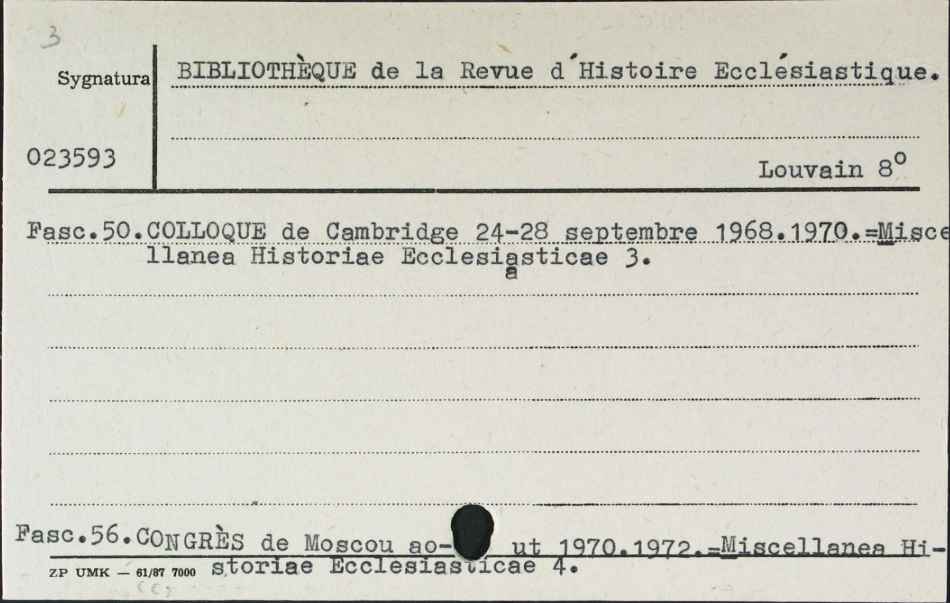 3
Sygnatura BIBLIOTHÈQUE de la Revue d'Histoire Ecclésiastique.
023593
Louvain 8o
Fasc.50.COLLOQUE de Cambridge 24-28 septembre 1968.1970.=Misce
llanea Historiae Ecclesiasticae 3.
a
Fasc.56.CONGRÈS de Moscou ao- ut 1970.1972.=Miscellanea Hi-
ZP UMK — 61/87 7000 storiae Ecclesiasticae 4.